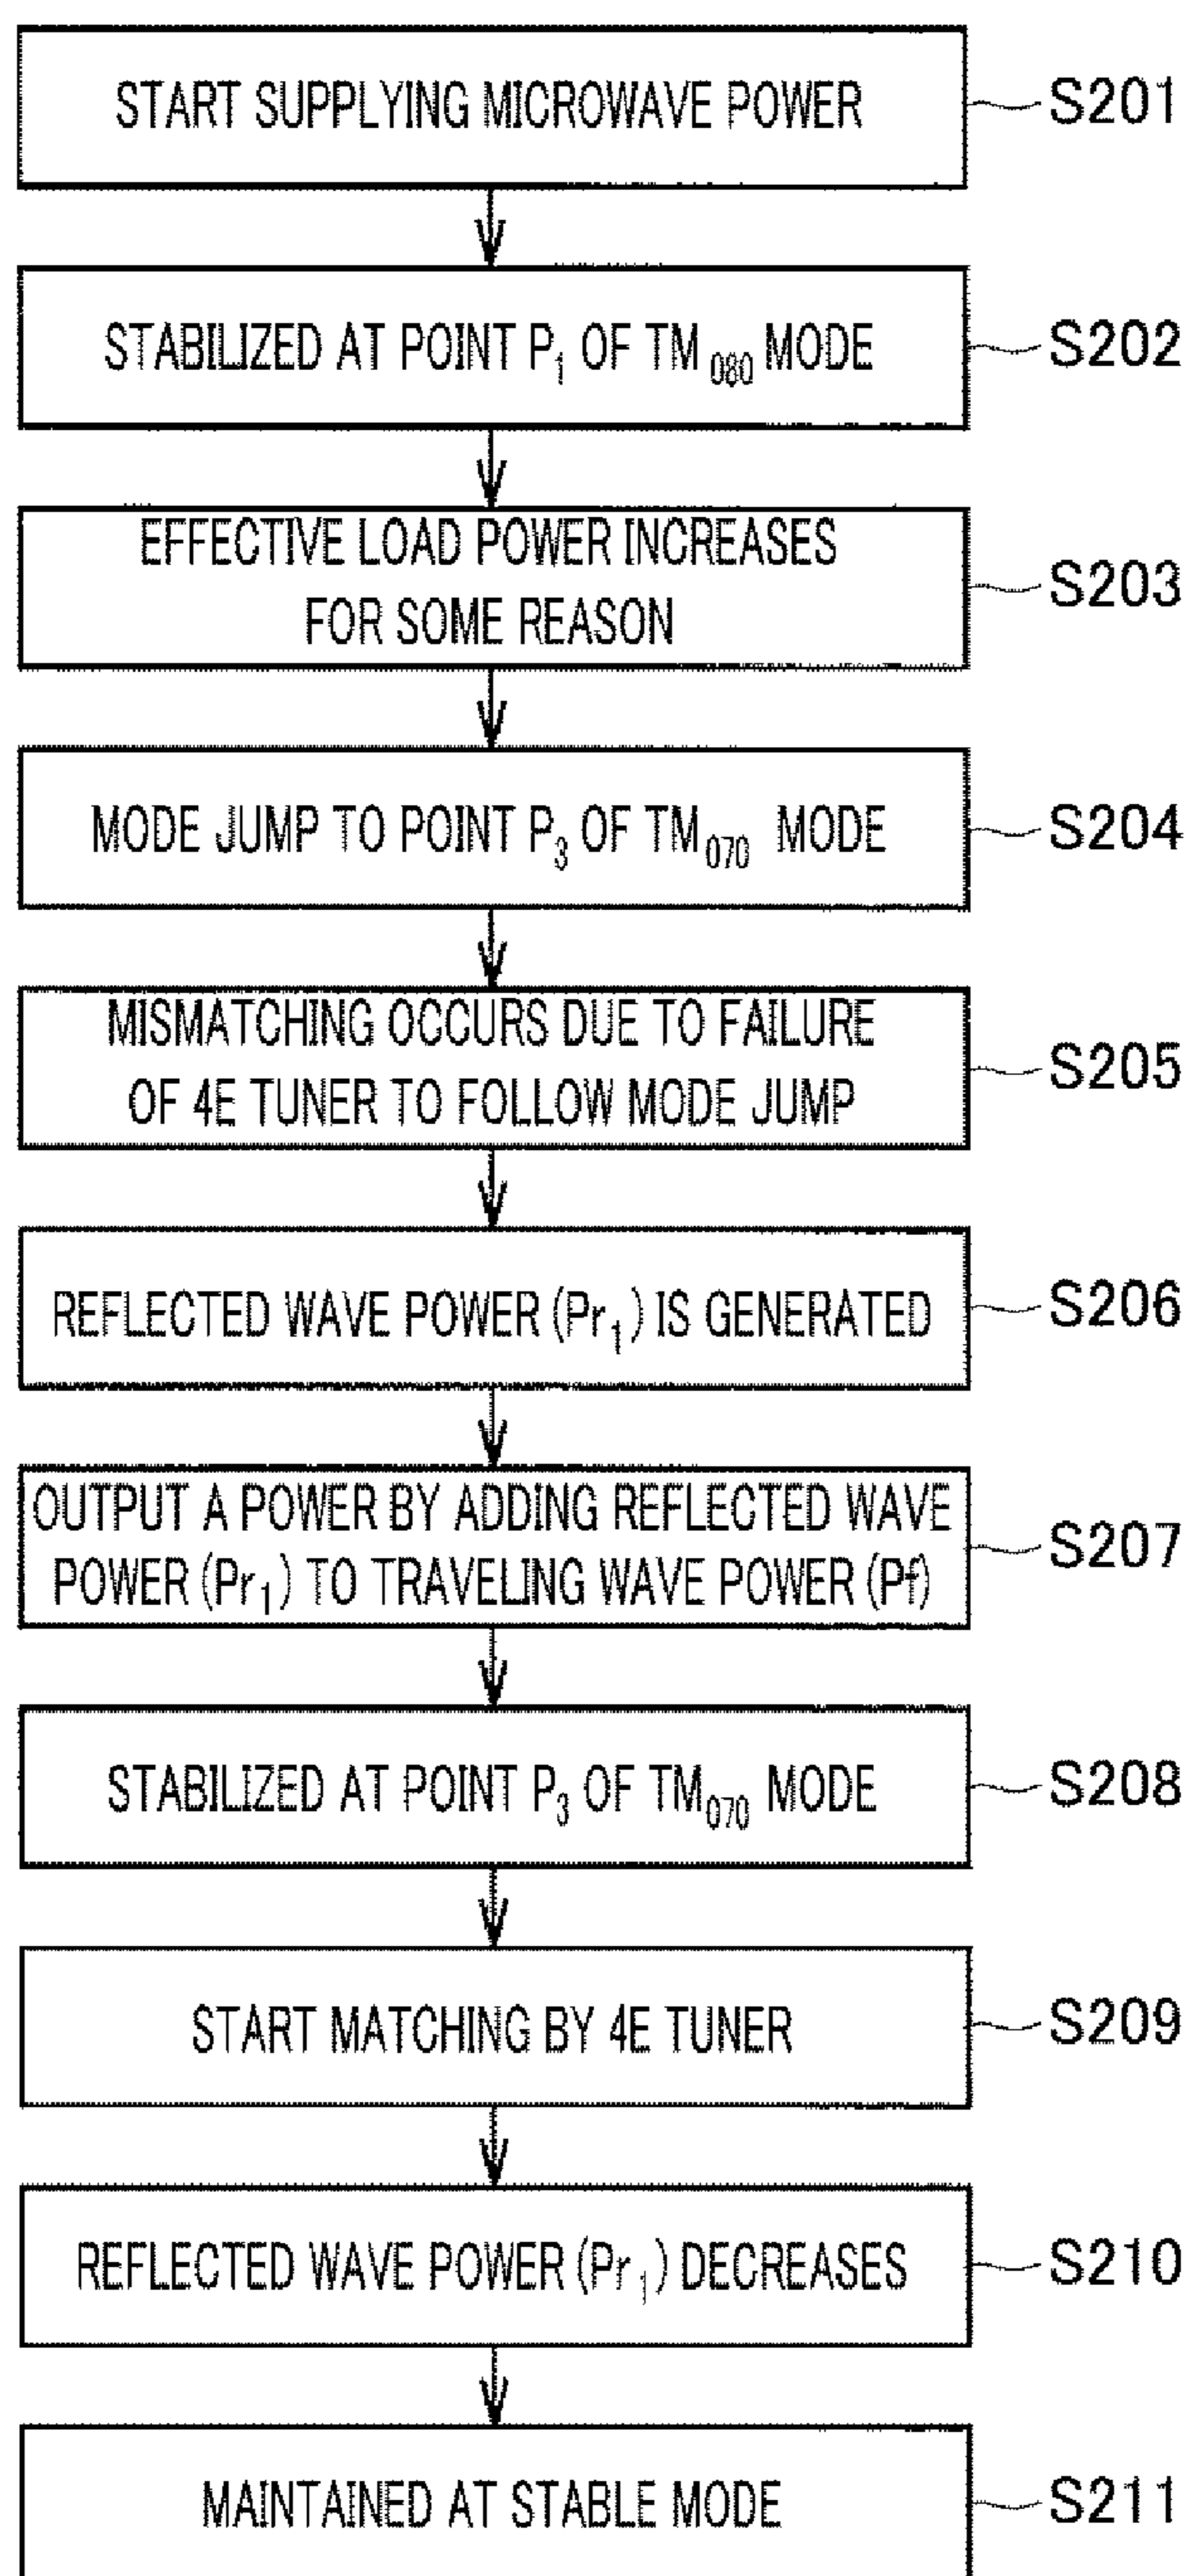 START SUPPLYING MICROWAVE POWER
S201
STABILIZED AT POINT P1 OF TM080 MODE
S202
EFFECTIVE LOAD POWER INCREASES
FOR SOME REASON
S203
MODE JUMP TO POINT P3 OF TM070 MODE
S204
MISMATCHING OCCURS DUE TO FAILURE
OF 4E TUNER TO FOLLOW MODE JUMP
S205
REFLECTED WAVE POWER (Pr1) IS GENERATED
S206
OUTPUT A POWER BY ADDING REFLECTED WAVE
POWER (Pr1) TO TRAVELING WAVE POWER (Pf)
S207
STABILIZED AT POINT P3 OF TM070 MODE
S208
START MATCHING BY 4E TUNER
S209
REFLECTED WAVE POWER (Pr1) DECREASES
S210
MAINTAINED AT STABLE MODE
S211